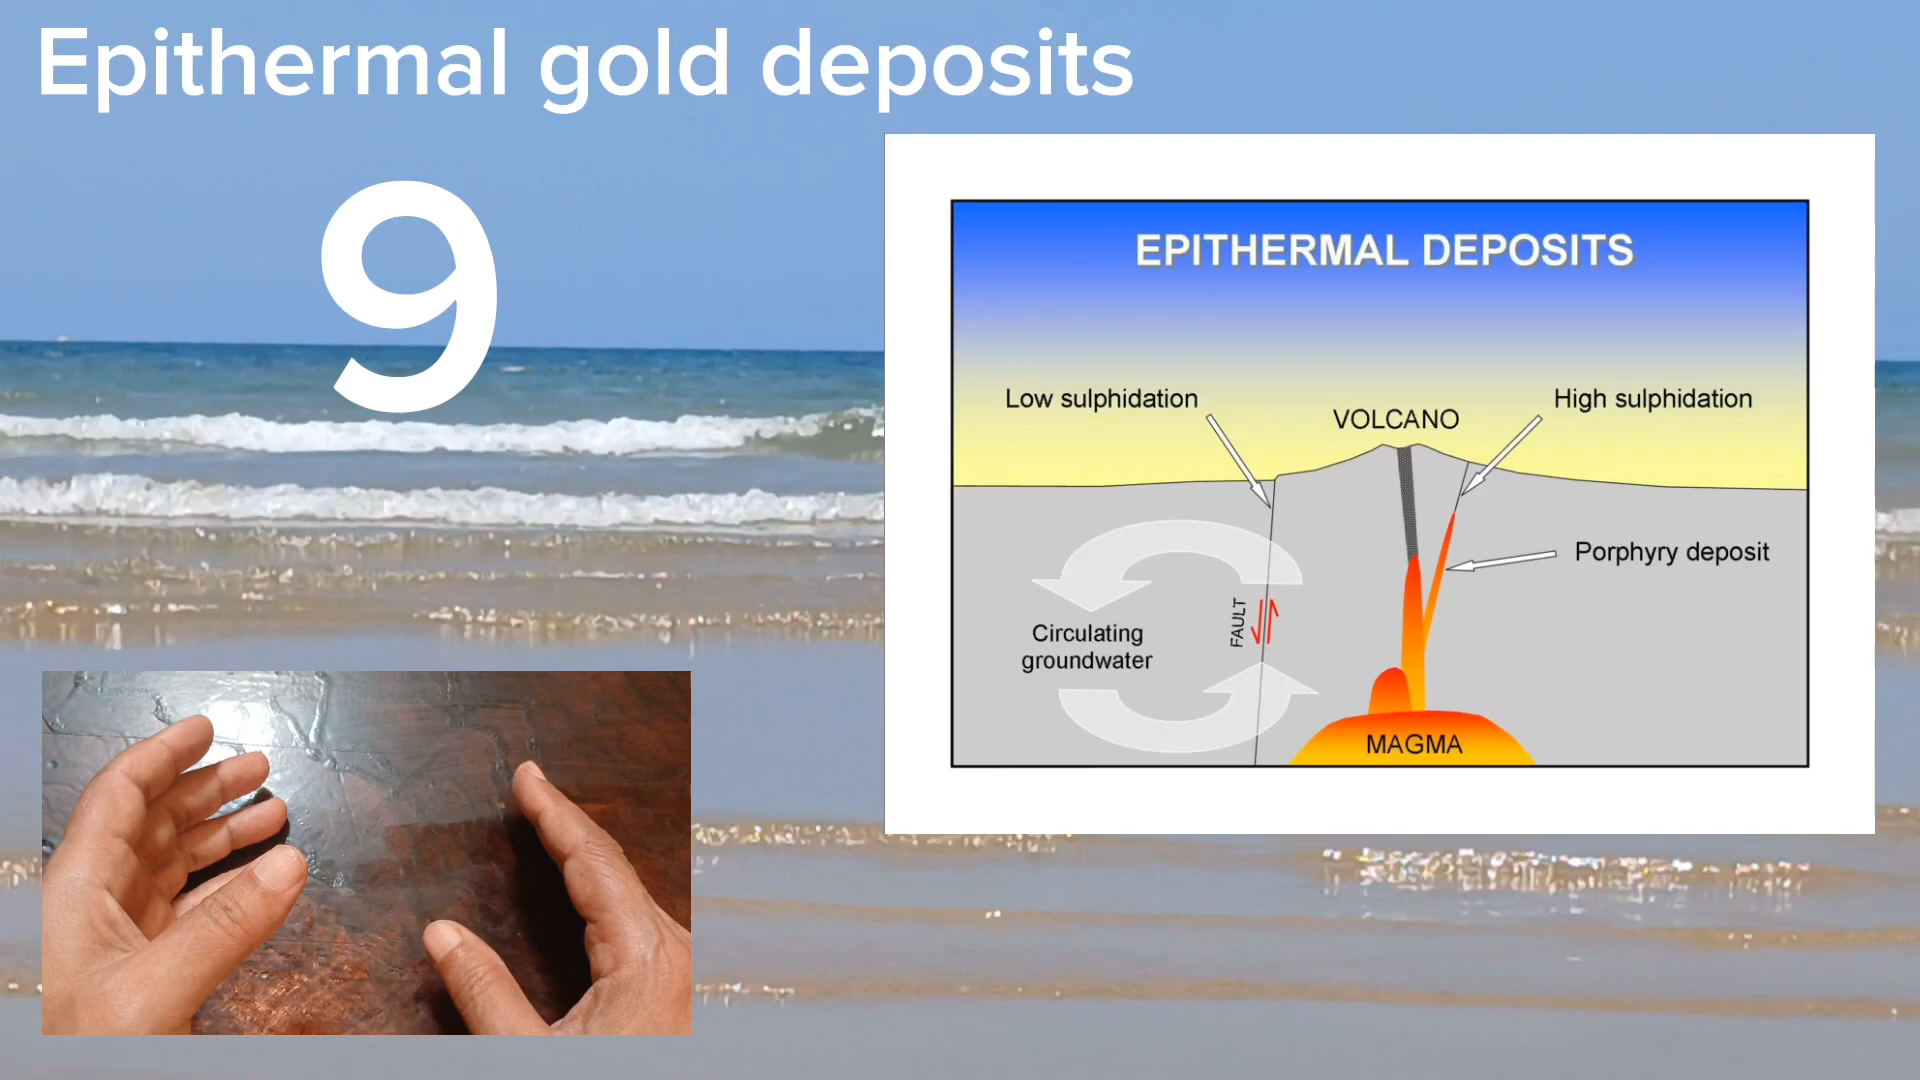 Epithermal gold deposits
9
EPITHERMAL DEPOSITS
Low sulphidation
VOLCANO
High sulphidation
Porphyry deposit
FAULT
Circulating
groundwater
MAGMA